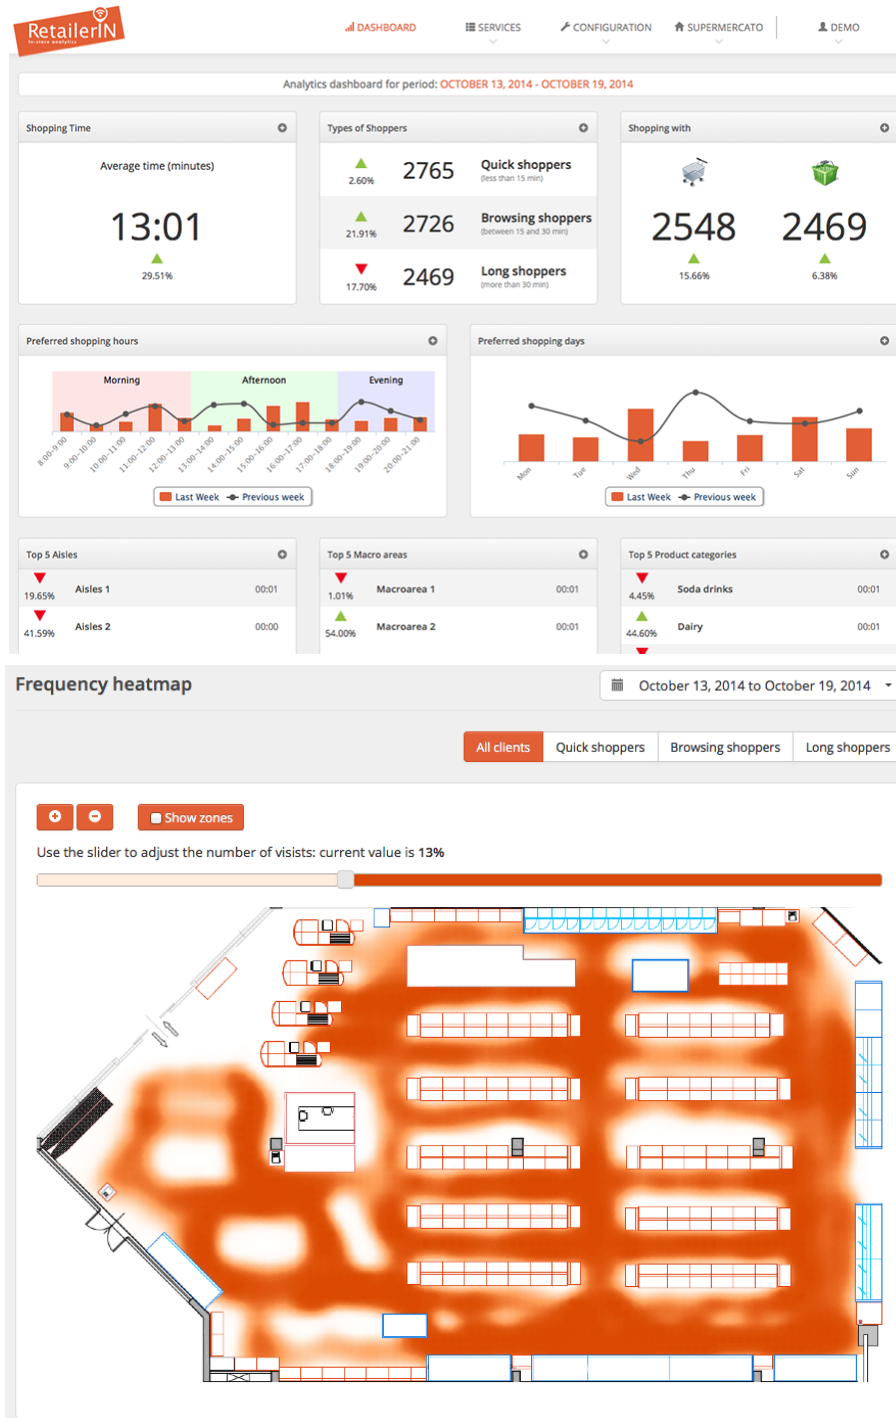 RetailerIN
In-store analytics
DASHBOARD
SERVICES
CONFIGURATION
SUPERMERCATO
DEMO
Analytics dashboard for period: OCTOBER 13, 2014 - OCTOBER 19, 2014
Shopping Time
Average time (minutes)
13:01
29.51%
Types of Shoppers
2.60%
2765
Quick shoppers
(less than 15 min)
21.91%
2726
Browsing shoppers
(between 15 and 30 min)
17.70%
2469
Long shoppers
(more than 30 min)
Shopping with
2548
2469
15.66%
6.38%
Preferred shopping hours
Morning
Afternoon
Evening
8:00-9:00
9:00-10:00
10:00-11:00
11:00-12:00
12:00-13:00
13:00-14:00
14:00-15:00
15:00-16:00
16:00-17:00
17:00-18:00
18:00-19:00
19:00-20:00
20:00-21:00
Last Week
Previous week
Preferred shopping days
Mon
Tue
Wed
Thu
Fri
Sat
Sun
Last Week
Previous week
Top 5 Aisles
19.65%
Aisles 1
00:01
41.59%
Aisles 2
00:00
Top 5 Macro areas
1.01%
Macroarea 1
00:01
54.00%
Macroarea 2
00:01
Top 5 Product categories
4.45%
Soda drinks
00:01
44.60%
Dairy
00:01
Frequency heatmap
October 13, 2014 to October 19, 2014
All clients
Quick shoppers
Browsing shoppers
Long shoppers
Show zones
Use the slider to adjust the number of visists: current value is 13%